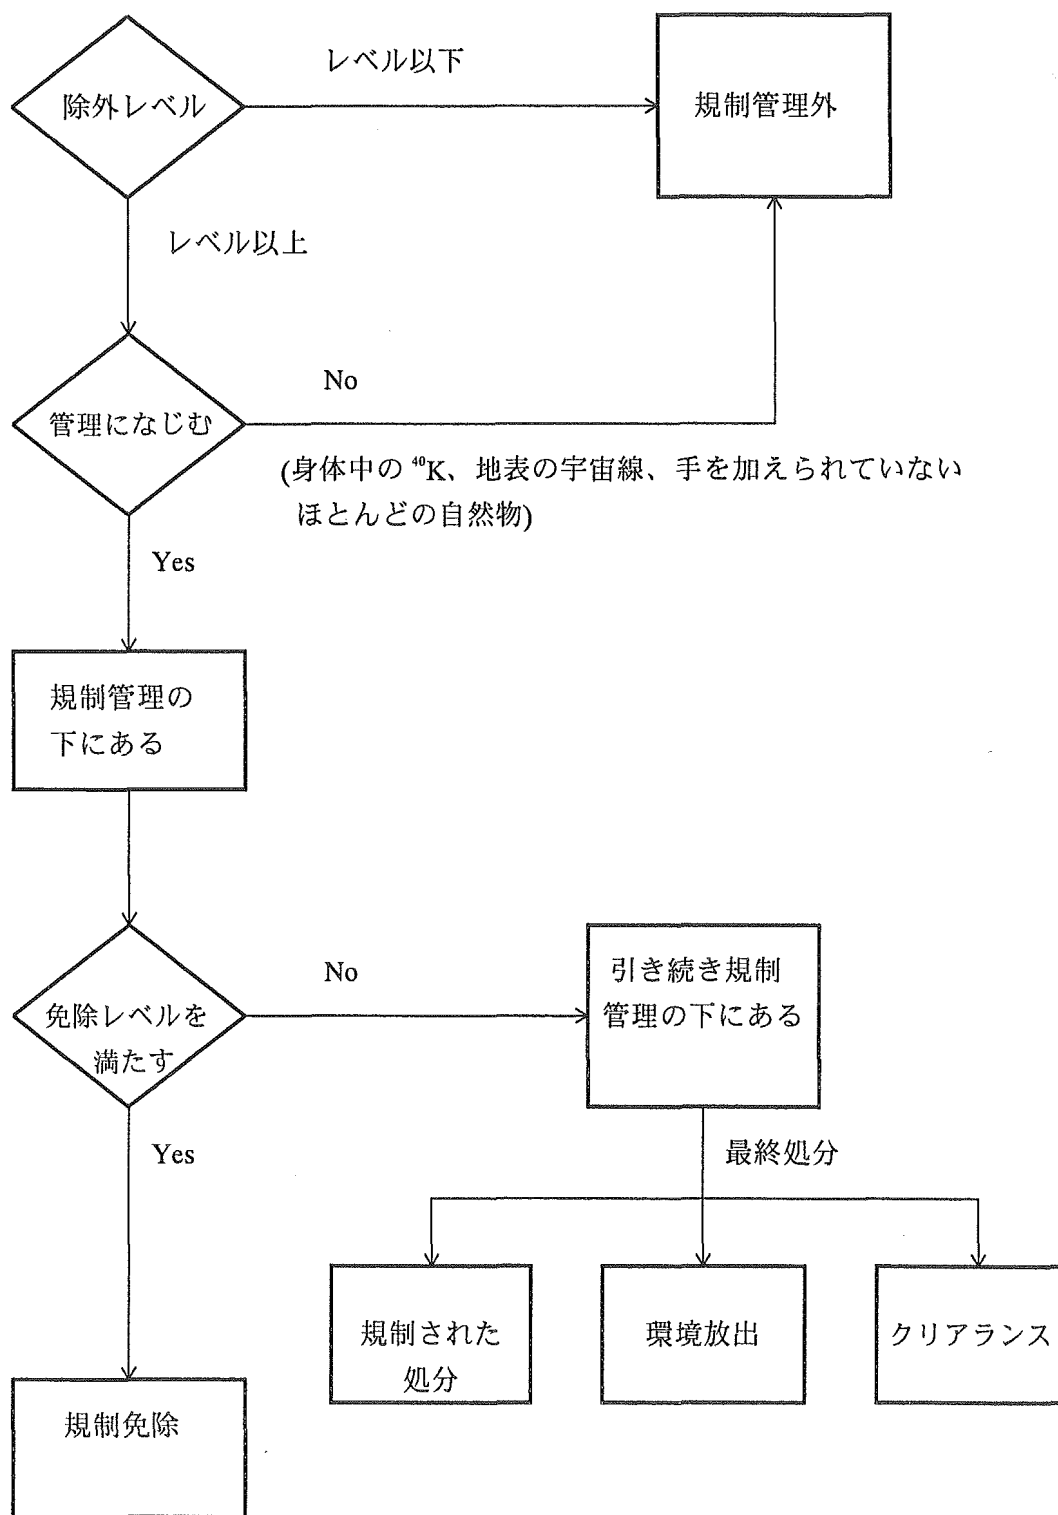 除外レベル
レベル以下
規制管理外
レベル以上
管理になじむ
No
(身体中の ⁴⁰K、地表の宇宙線、手を加えられていない
ほとんどの自然物)
Yes
規制管理の
下にある
免除レベルを
満たす
No
引き続き規制
管理の下にある
Yes
最終処分
規制された
処分
環境放出
クリアランス
規制免除